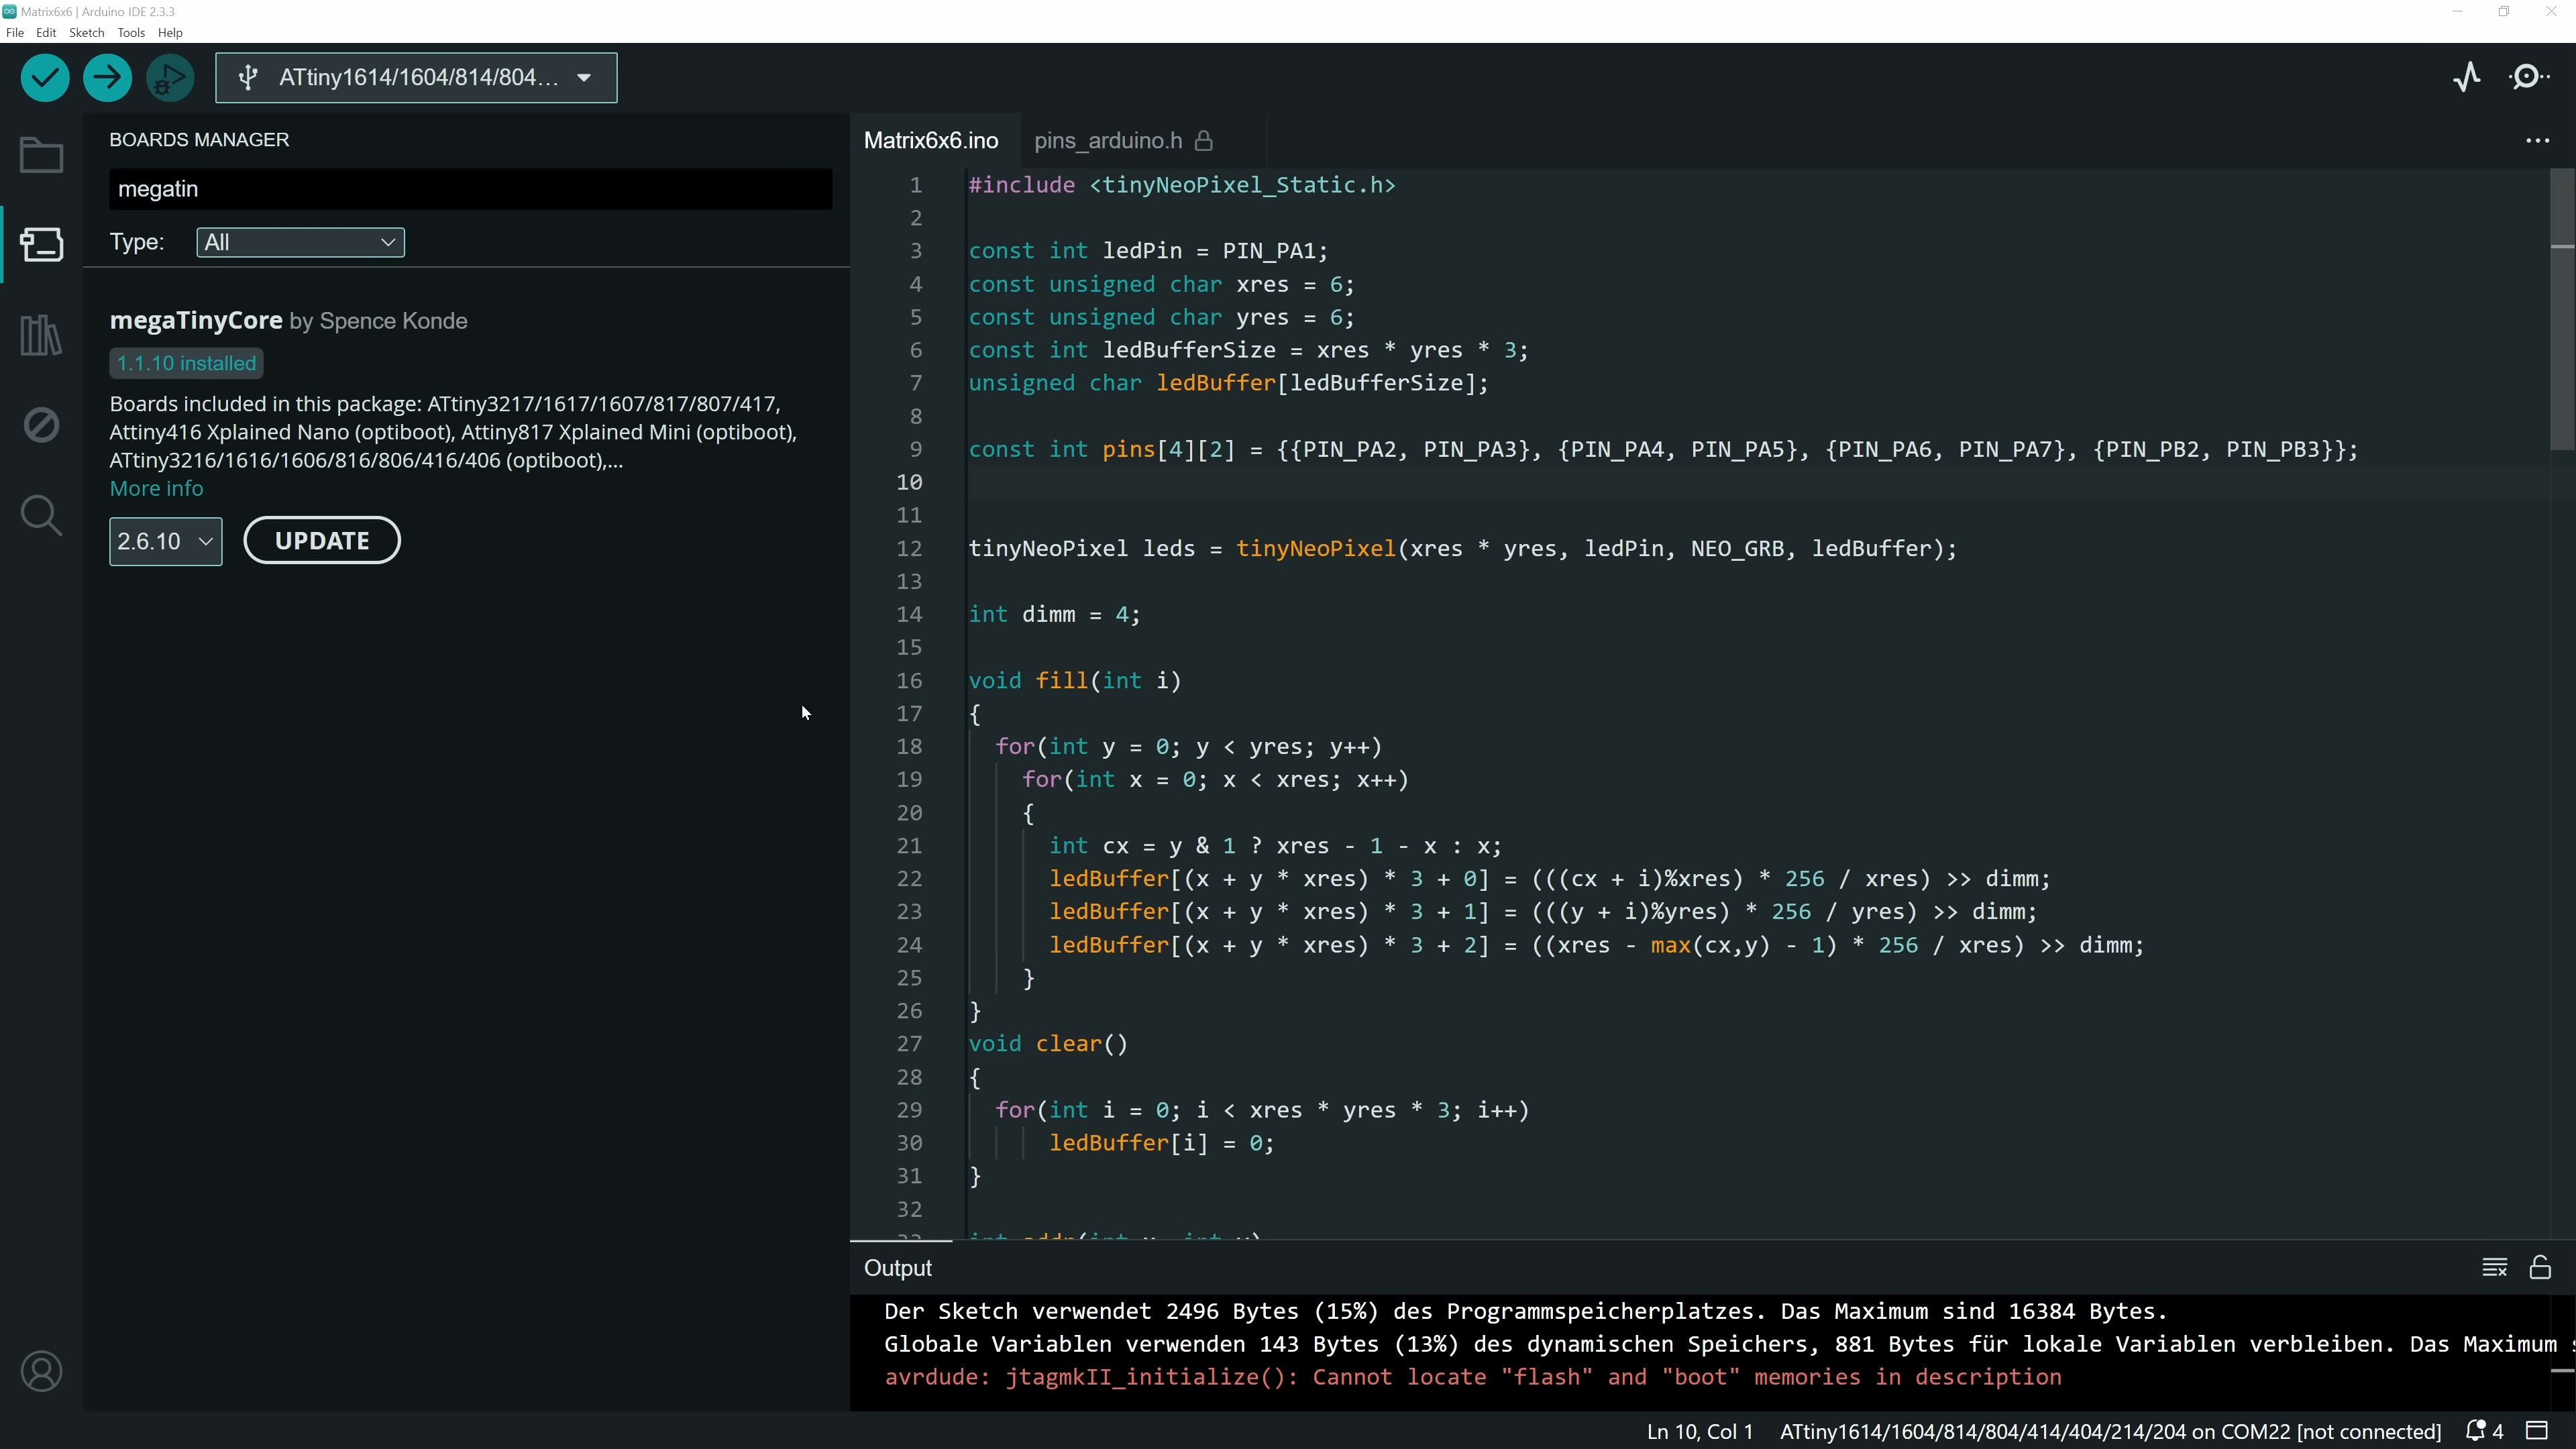 Matrix6x6 | Arduino IDE 2.3.3
File Edit Sketch Tools Help
ATtiny1614/1604/814/804...
BOARDS MANAGER
megatin
Type: All
megaTinyCore by Spence Konde
1.1.10 installed
Boards included in this package: ATtiny3217/1617/1607/817/807/417,
Attiny416 Xplained Nano (optiboot), Attiny817 Xplained Mini (optiboot),
ATtiny3216/1616/1606/816/806/416/406 (optiboot),...
More info
2.6.10 UPDATE
Matrix6x6.ino pins_arduino.h
1 #include <tinyNeoPixel_Static.h>
2
3 const int ledPin = PIN_PA1;
4 const unsigned char xres = 6;
5 const unsigned char yres = 6;
6 const int ledBufferSize = xres * yres * 3;
7 unsigned char ledBuffer[ledBufferSize];
8
9 const int pins[4][2] = {{PIN_PA2, PIN_PA3}, {PIN_PA4, PIN_PA5}, {PIN_PA6, PIN_PA7}, {PIN_PB2, PIN_PB3}};
10
11
12 tinyNeoPixel leds = tinyNeoPixel(xres * yres, ledPin, NEO_GRB, ledBuffer);
13
14 int dimm = 4;
15
16 void fill(int i)
17 {
18 for(int y = 0; y < yres; y++)
19 for(int x = 0; x < xres; x++)
20 {
21 int cx = y & 1 ? xres - 1 - x : x;
22 ledBuffer[(x + y * xres) * 3 + 0] = (((cx + i)%xres) * 256 / xres) >> dimm;
23 ledBuffer[(x + y * xres) * 3 + 1] = (((y + i)%yres) * 256 / yres) >> dimm;
24 ledBuffer[(x + y * xres) * 3 + 2] = ((xres - max(cx,y) - 1) * 256 / xres) >> dimm;
25 }
26 }
27 void clear()
28 {
29 for(int i = 0; i < xres * yres * 3; i++)
30 ledBuffer[i] = 0;
31 }
32
Output
Der Sketch verwendet 2496 Bytes (15%) des Programmspeicherplatzes. Das Maximum sind 16384 Bytes.
Globale Variablen verwenden 143 Bytes (13%) des dynamischen Speichers, 881 Bytes für lokale Variablen verbleiben. Das Maximum
avrdude: jtagmkII_initialize(): Cannot locate "flash" and "boot" memories in description
Ln 10, Col 1 ATtiny1614/1604/814/804/414/404/214/204 on COM22 [not connected] 4